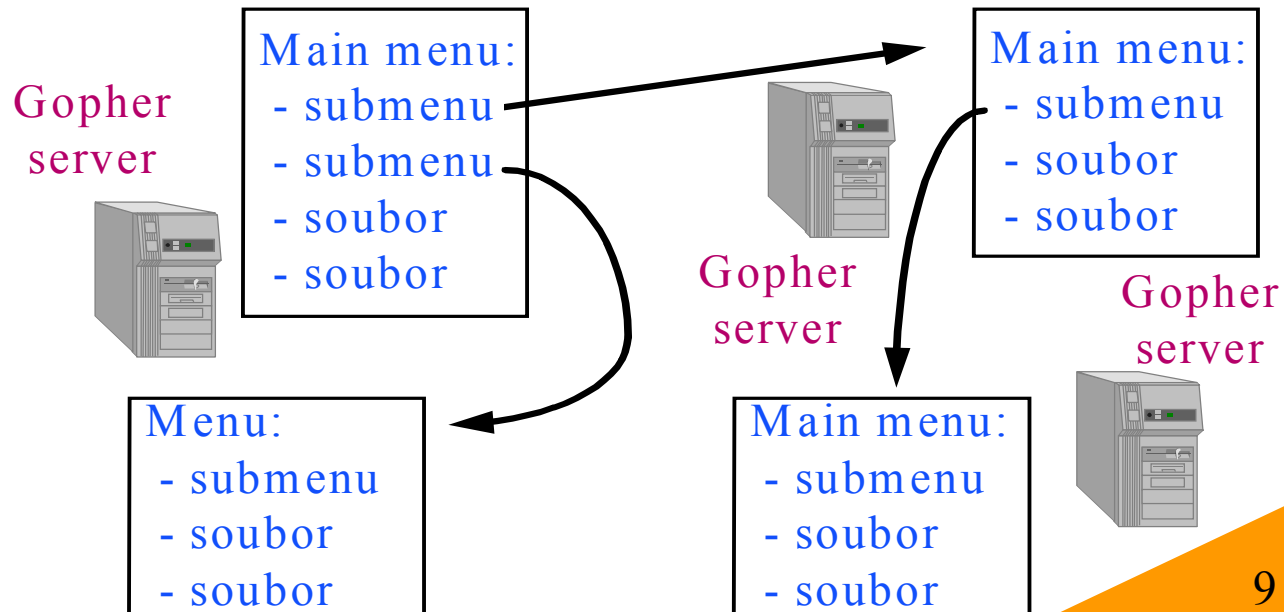 Gopher
server
Main menu:
- submenu
- submenu
- soubor
- soubor
Gopher
server
Main menu:
- submenu
- soubor
- soubor
Gopher
server
Menu:
- submenu
- soubor
- soubor
Main menu:
- submenu
- soubor
- soubor
9